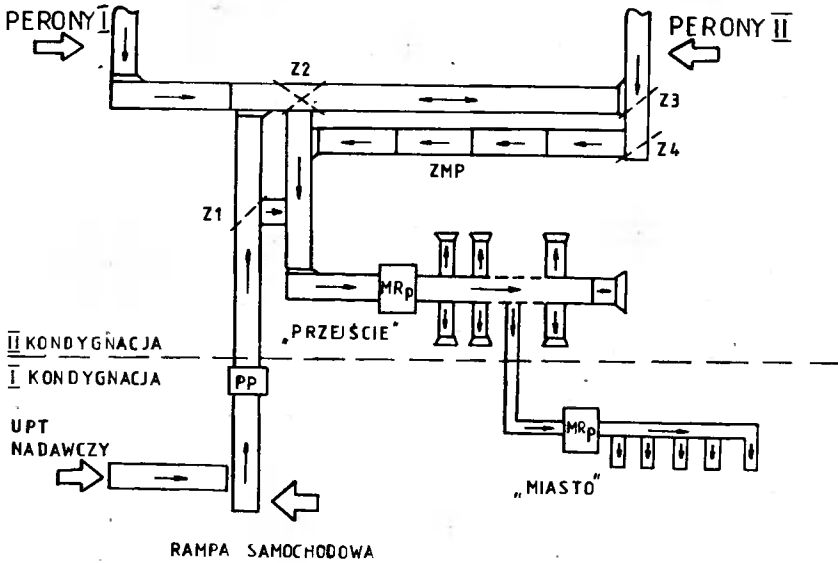 PERONY I
PERONY II
Z2
Z3
Z4
ZMP
Z1
MRp
„PRZEJŚCIE"
II KONDYGNACJA
I KONDYGNACJA
PP
UPT
NADAWCZY
MRp
„MIASTO"
RAMPA SAMOCHODOWA